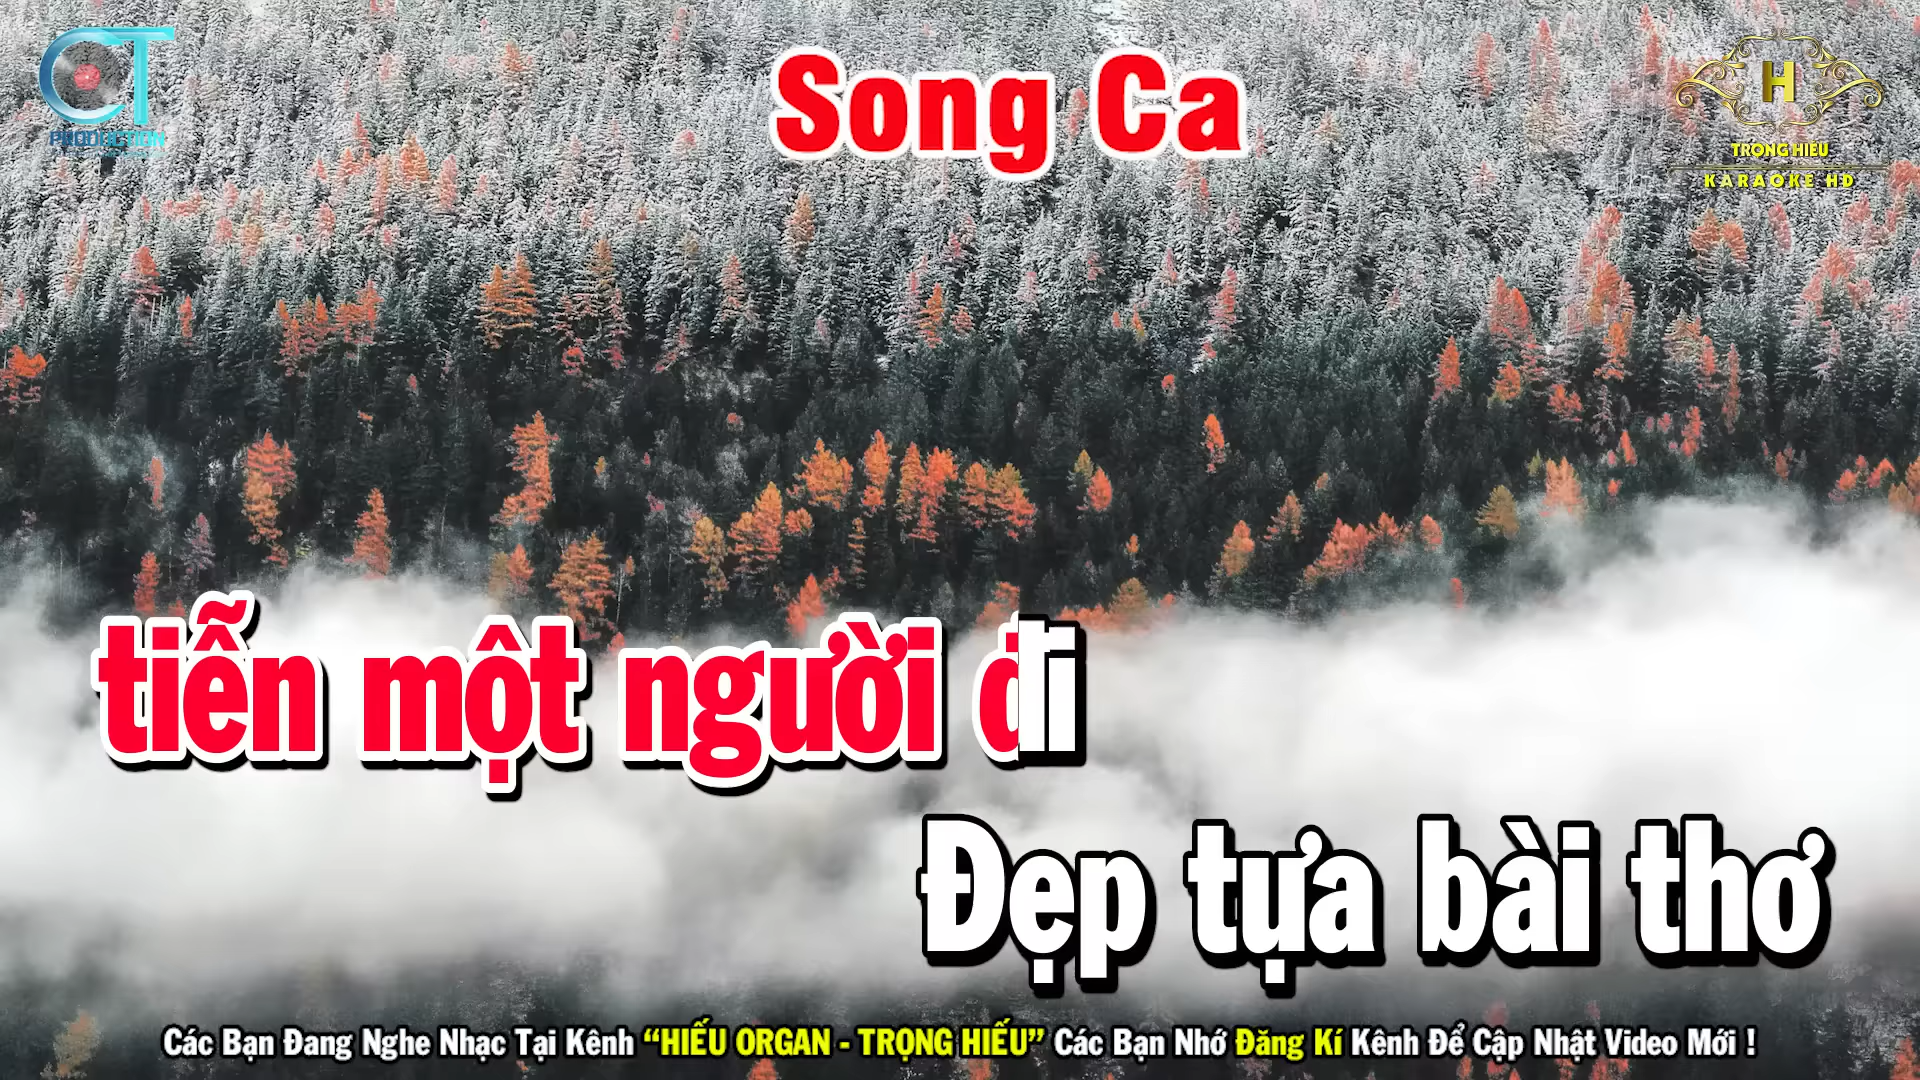 CT
PRODUCTION
Song Ca
H
TRỌNG HIẾU
KARAOKE HD
tiễn một người đi
Đẹp tựa bài thơ
Các Bạn Đang Nghe Nhạc Tại Kênh “HIẾU ORGAN - TRỌNG HIẾU” Các Bạn Nhớ Đăng Kí Kênh Để Cập Nhật Video Mới !